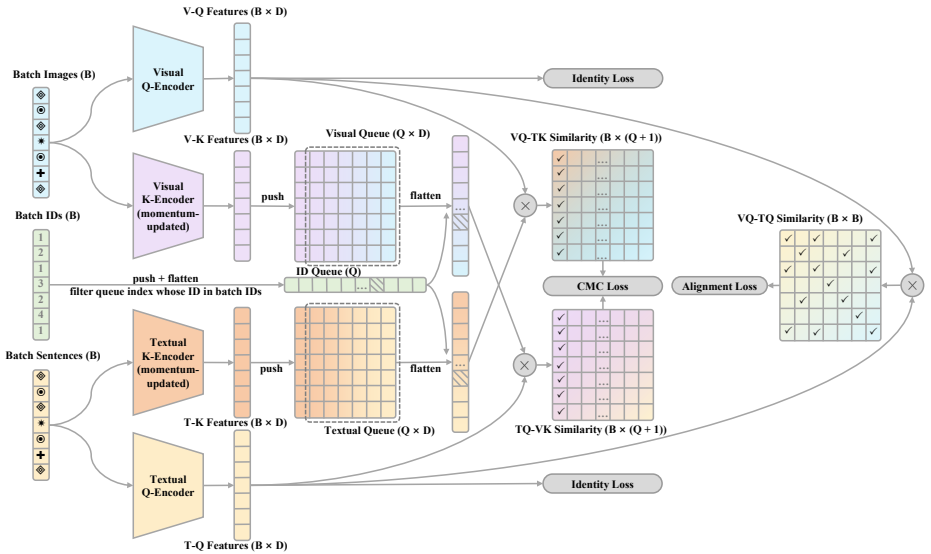 V-Q Features (B × D)
Batch Images (B)
Visual
Q-Encoder
Identity Loss
V-K Features (B × D)
Visual Queue (Q × D)
VQ-TK Similarity (B × (Q + 1))
Visual
K-Encoder
(momentum-
updated)
push
flatten
...
...
...
...
Batch IDs (B)
1
2
1
3
2
4
1
push + flatten
filter queue index whose ID in batch IDs
ID Queue (Q)
...
CMC Loss
Alignment Loss
VQ-TQ Similarity (B × B)
Batch Sentences (B)
Textual
K-Encoder
(momentum-
updated)
push
flatten
...
...
...
...
T-K Features (B × D)
Textual Queue (Q × D)
TQ-VK Similarity (B × (Q + 1))
Textual
Q-Encoder
Identity Loss
T-Q Features (B × D)